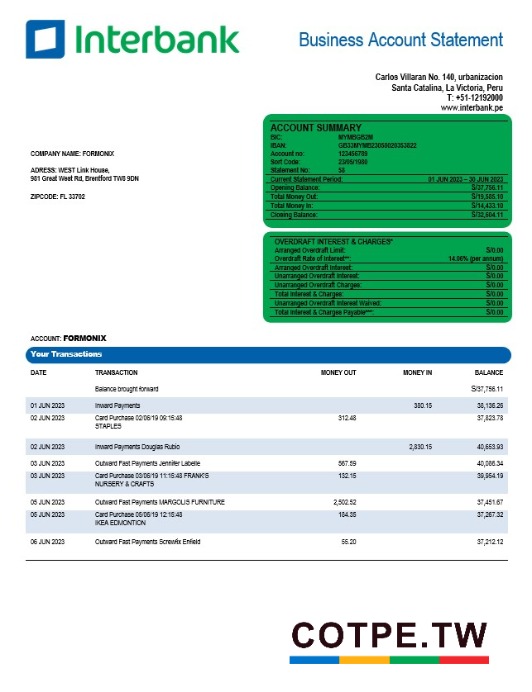 Interbank
Business Account Statement
Carlos Villaran No. 140, urbanizacion
Santa Catalina, La Victoria, Peru
T: +51-12192000
www.interbank.pe
ACCOUNT SUMMARY
BIC: MYMBGB2M
IBAN: GB33MYMB23058020353822
Account no: 123456789
Sort Code: 23/05/1980
Statement No: 58
Current Statement Period: 01 JUN 2023 – 30 JUN 2023
Opening Balance: S/37,756.11
Total Money Out: S/19,585.16
Total Money In: S/14,433.10
Closing Balance: S/32,604.11
COMPANY NAME: FORMONIX
ADRESS: WEST Link House,
981 Great West Rd, Brentford TW8 9DN
ZIPCODE: FL 33702
OVERDRAFT INTEREST & CHARGES*
Arranged Overdraft Limit: S/0.00
Overdraft Rate of Interest**: 14.06% (per annum)
Arranged Overdraft Interest: S/0.00
Unarranged Overdraft Interest: S/0.00
Unarranged Overdraft Charges: S/0.00
Total Interest & Charges: S/0.00
Unarranged Overdraft Interest Waived: S/0.00
Total Interest & Charges Payable***: S/0.00
ACCOUNT: FORMONIX
Your Transactions
DATE TRANSACTION MONEY OUT MONEY IN BALANCE
Balance brought forward S/37,756.11
01 JUN 2023 Inward Payments 380.15 38,136.26
02 JUN 2023 Card Purchase 02/06/19 09:15:48 312.48 37,823.78
STAPLES
02 JUN 2023 Inward Payments Douglas Rubio 2,830.15 40,653.93
03 JUN 2023 Outward Fast Payments Jennifer Labelle 567.59 40,086.34
03 JUN 2023 Card Purchase 03/06/19 11:15:48 FRANK'S 132.15 39,954.19
NURSERY & CRAFTS
05 JUN 2023 Outward Fast Payments MARGOLIS FURNITURE 2,502.52 37,451.67
06 JUN 2023 Card Purchase 06/06/19 12:15:48 184.35 37,267.32
IKEA EDMONTION
06 JUN 2023 Outward Fast Payments Screwfix Enfield 55.20 37,212.12
COTPE.TW